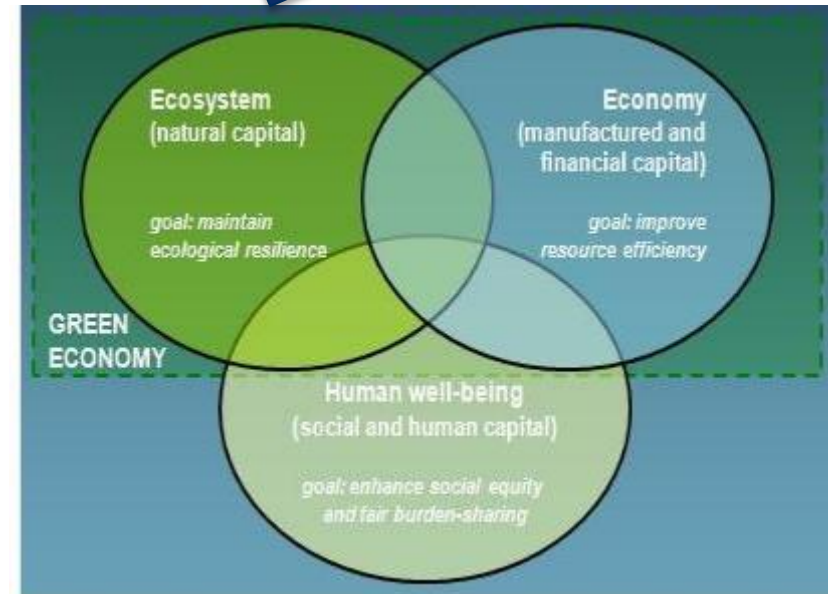 Ecosystem
(natural capital)
goal: maintain
ecological resilience
Economy
(manufactured and
financial capital)
goal: improve
resource efficiency
GREEN
ECONOMY
Human well-being
(social and human capital)
goal: enhance social equity
and fair burden-sharing